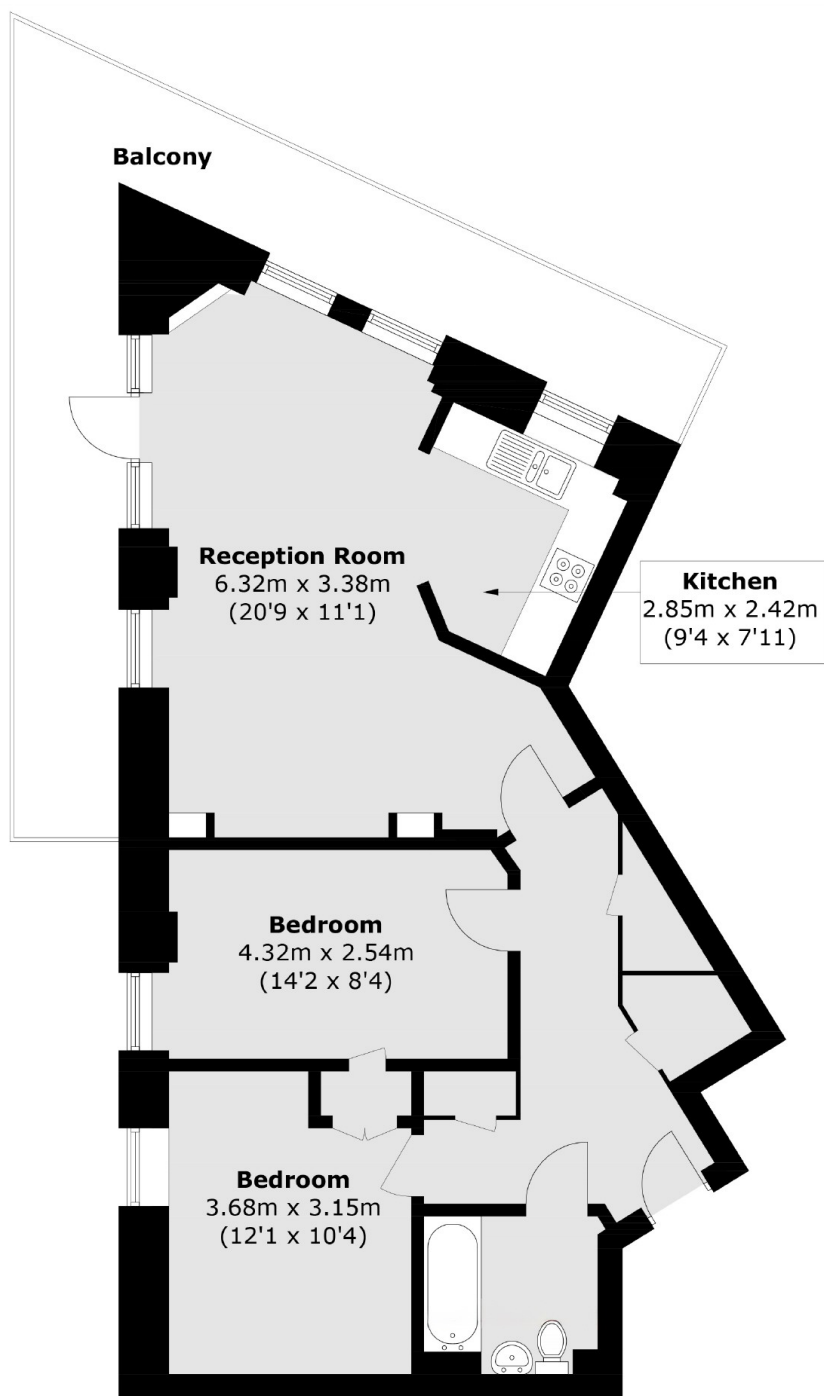 Balcony
Reception Room
6.32m x 3.38m
(20'9 x 11'1)
Kitchen
2.85m x 2.42m
(9'4 x 7'11)
Bedroom
4.32m x 2.54m
(14'2 x 8'4)
Bedroom
3.68m x 3.15m
(12'1 x 10'4)